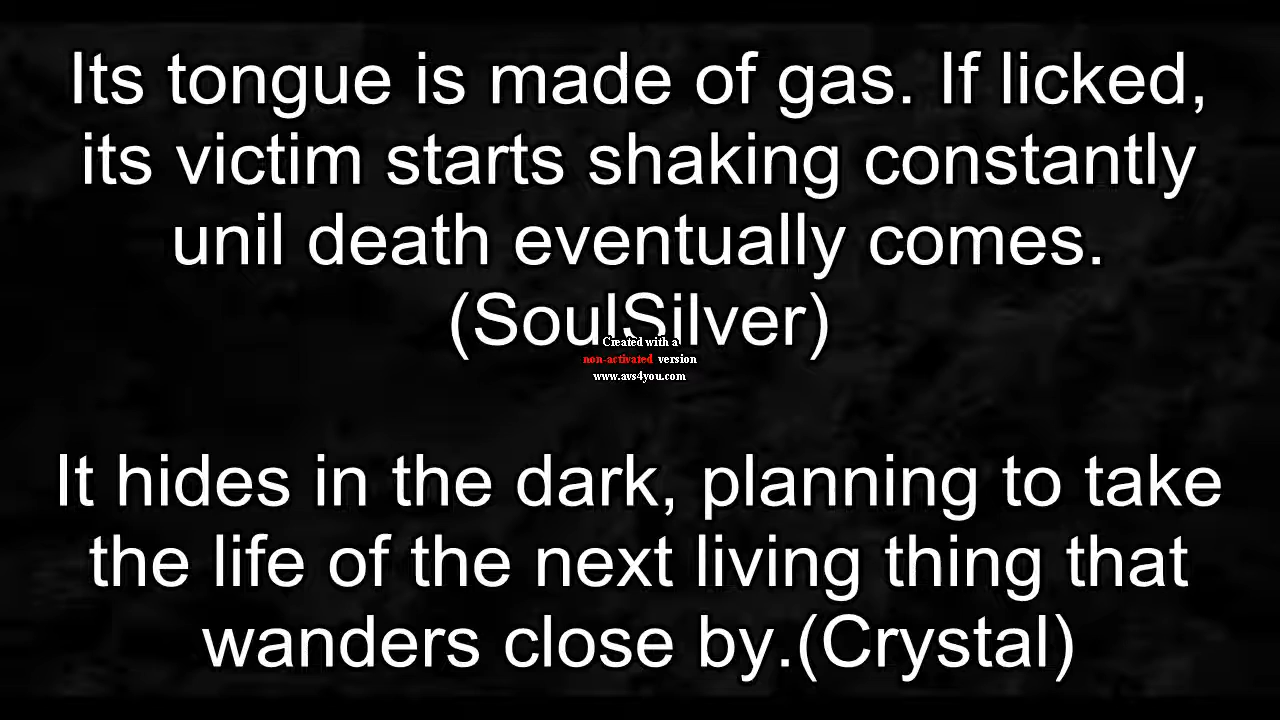 Its tongue is made of gas. If licked,
its victim starts shaking constantly
unil death eventually comes.
(SoulSilver)
Created with a
non-activated version
www.avs4you.com
It hides in the dark, planning to take
the life of the next living thing that
wanders close by.(Crystal)